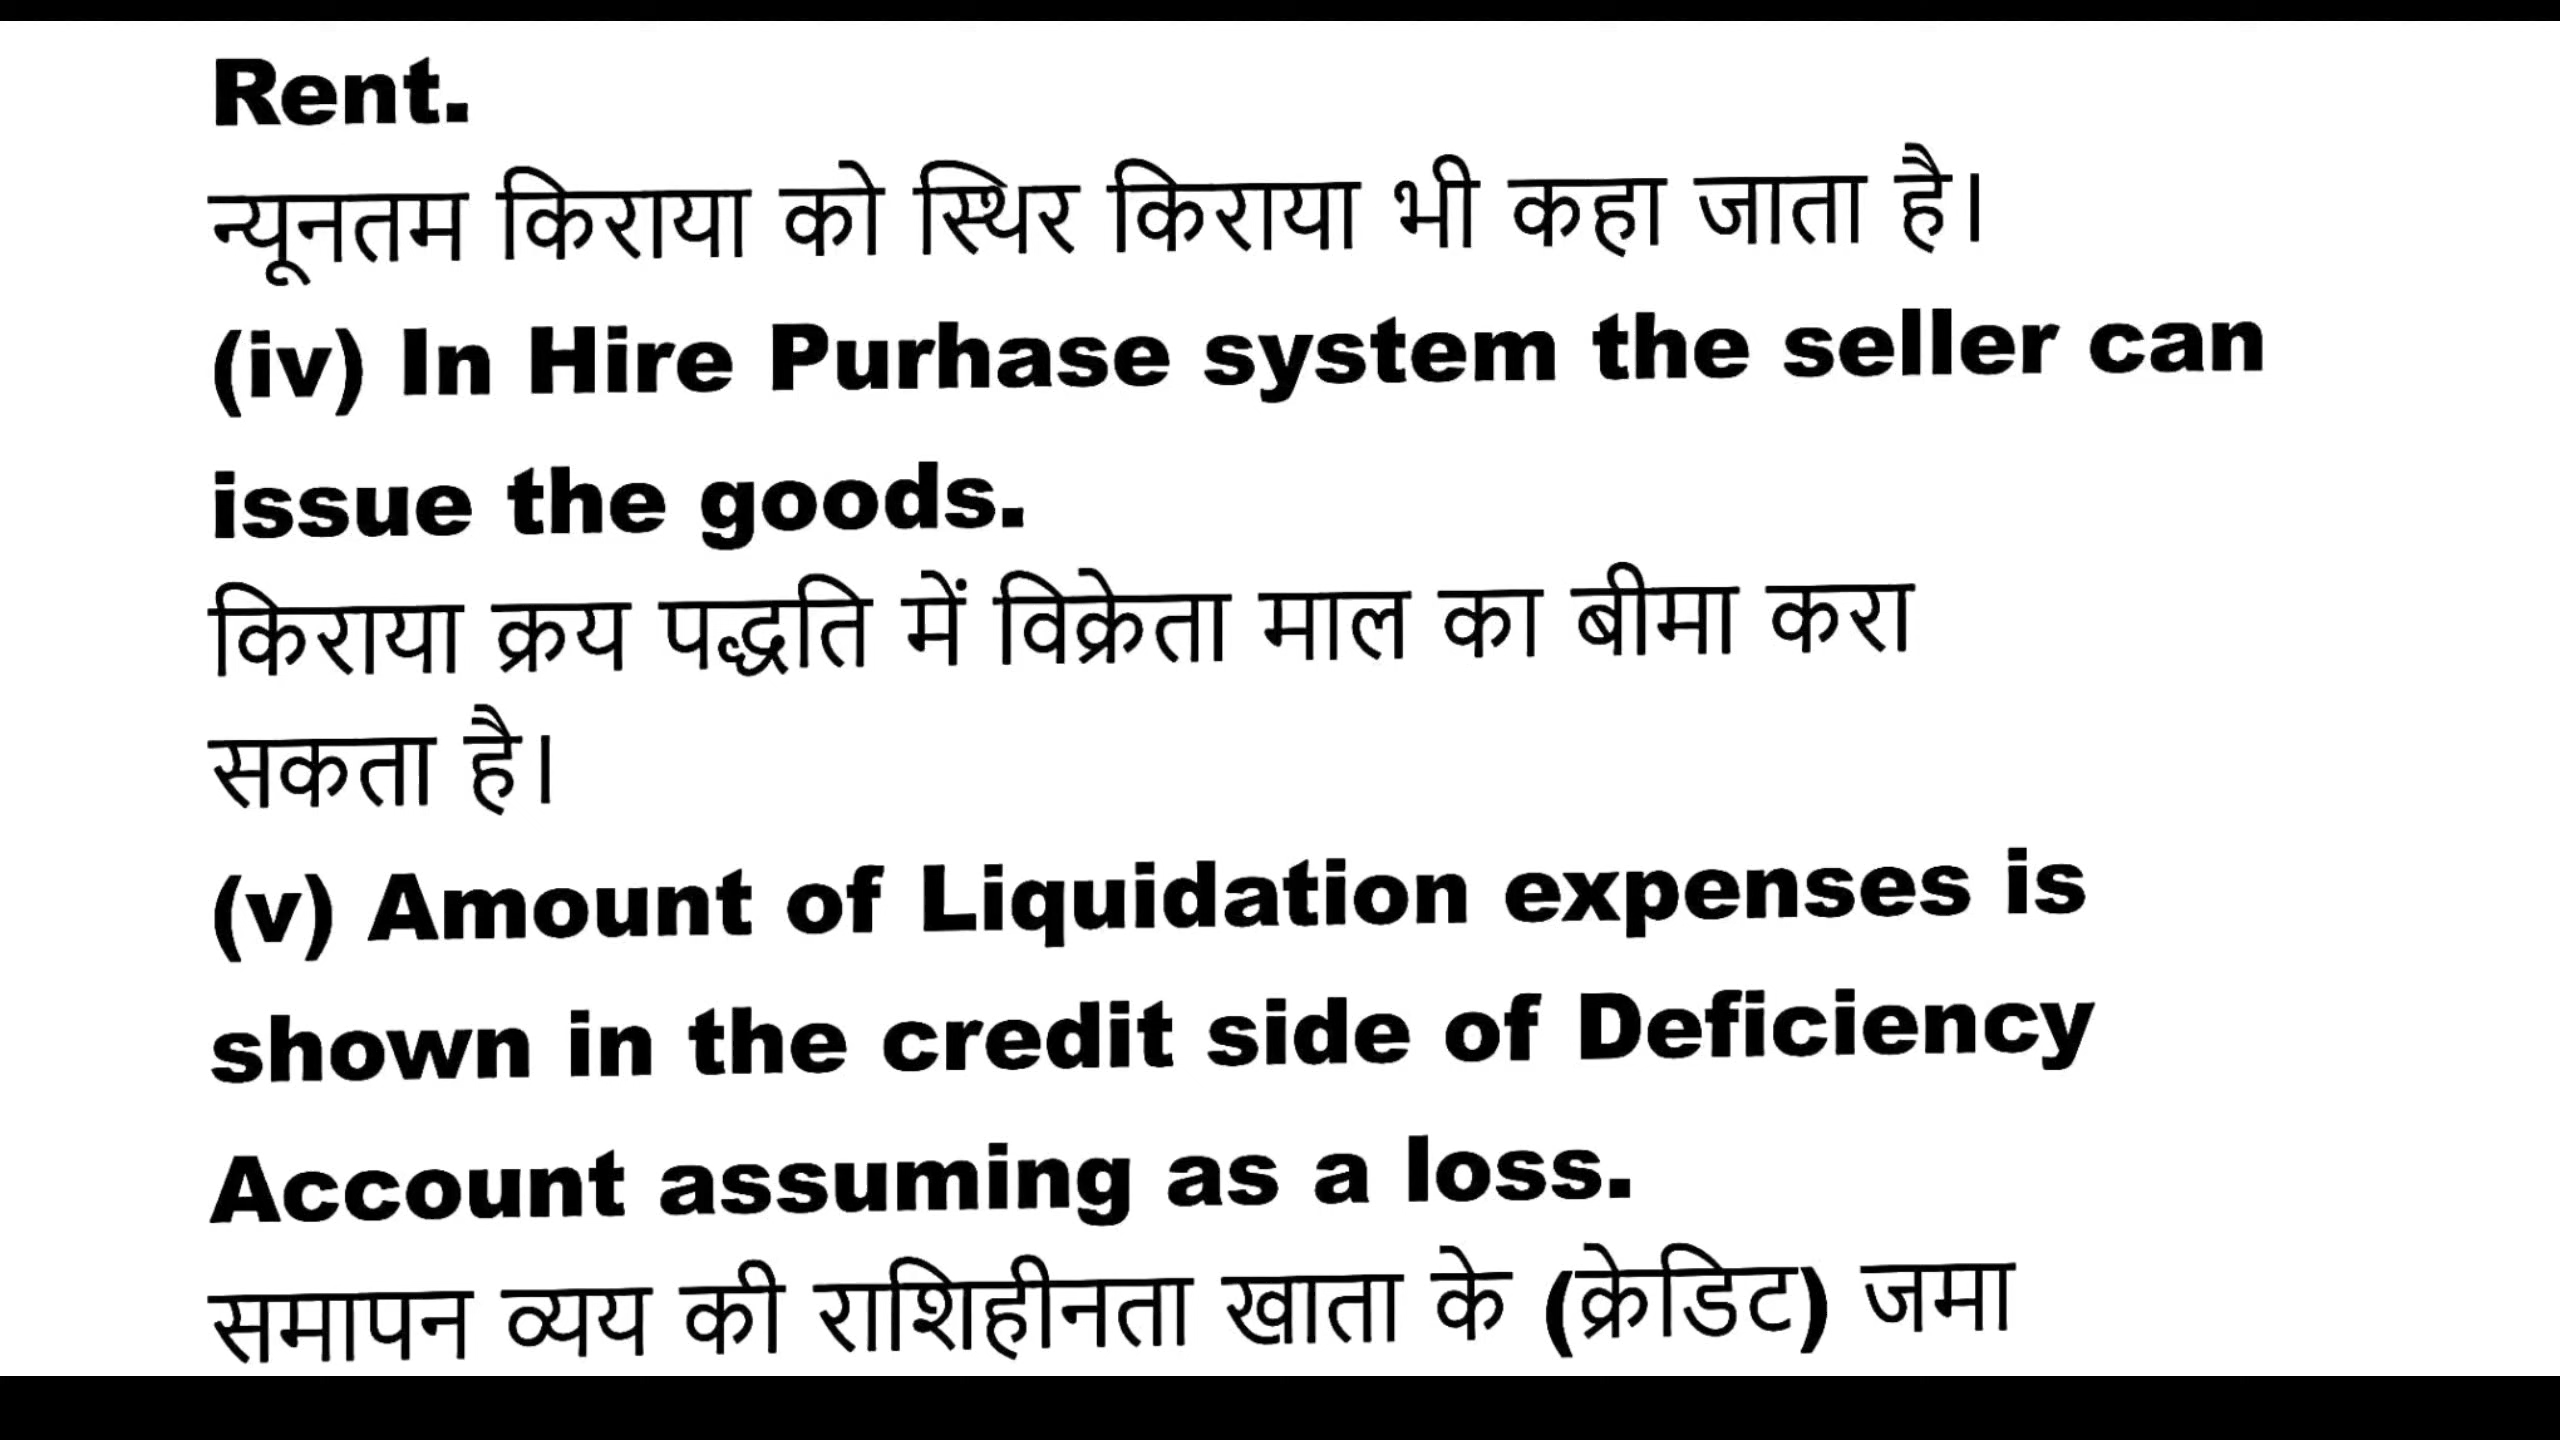 Rent.
न्यूनतम किराया को स्थिर किराया भी कहा जाता है।
(iv) In Hire Purhase system the seller can
issue the goods.
किराया क्रय पद्धति में विक्रेता माल का बीमा करा
सकता है।
(v) Amount of Liquidation expenses is
shown in the credit side of Deficiency
Account assuming as a loss.
समापन व्यय की राशिहीनता खाता के (क्रेडिट) जमा